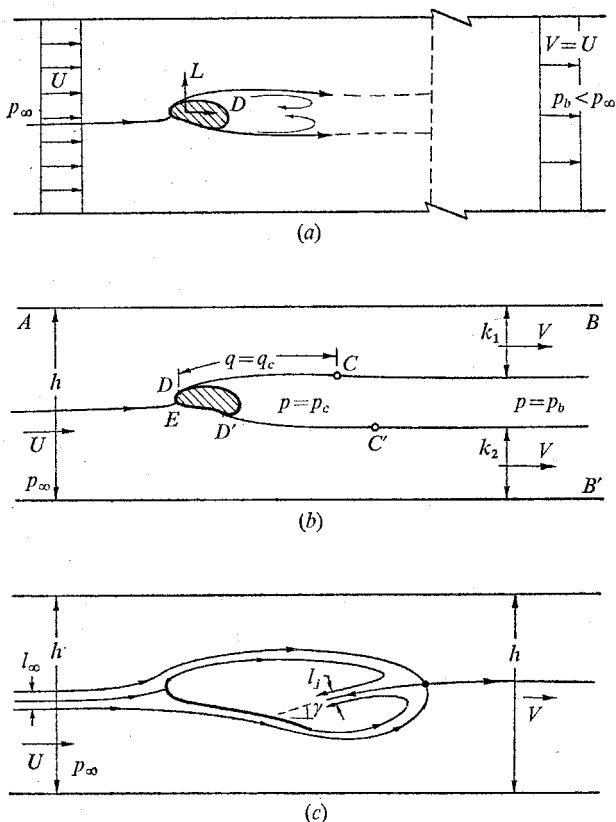 V = U
U
L
D
p∞
p_b < p∞
(a)
A
B
h
q = q_c
C
k₁
V
D
E
D′
p = p_c
p = p_b
U
C′
k₂
V
p∞
B′
(b)
h
l∞
l_j
γ
h
V
U
p∞
(c)